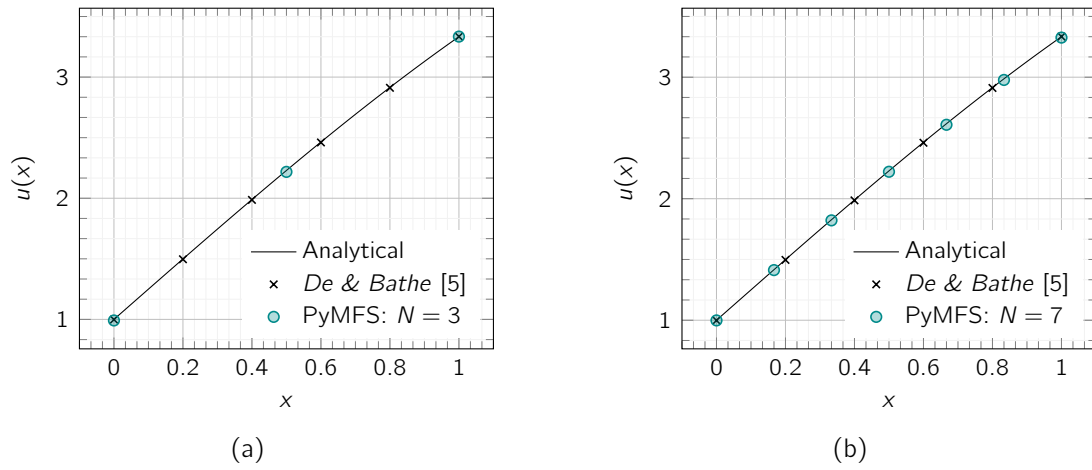 3
2
1
u(x)
Analytical
De & Bathe [5]
PyMFS: N = 3
0 0.2 0.4 0.6 0.8 1
x
(a)
3
2
1
u(x)
Analytical
De & Bathe [5]
PyMFS: N = 7
0 0.2 0.4 0.6 0.8 1
x
(b)